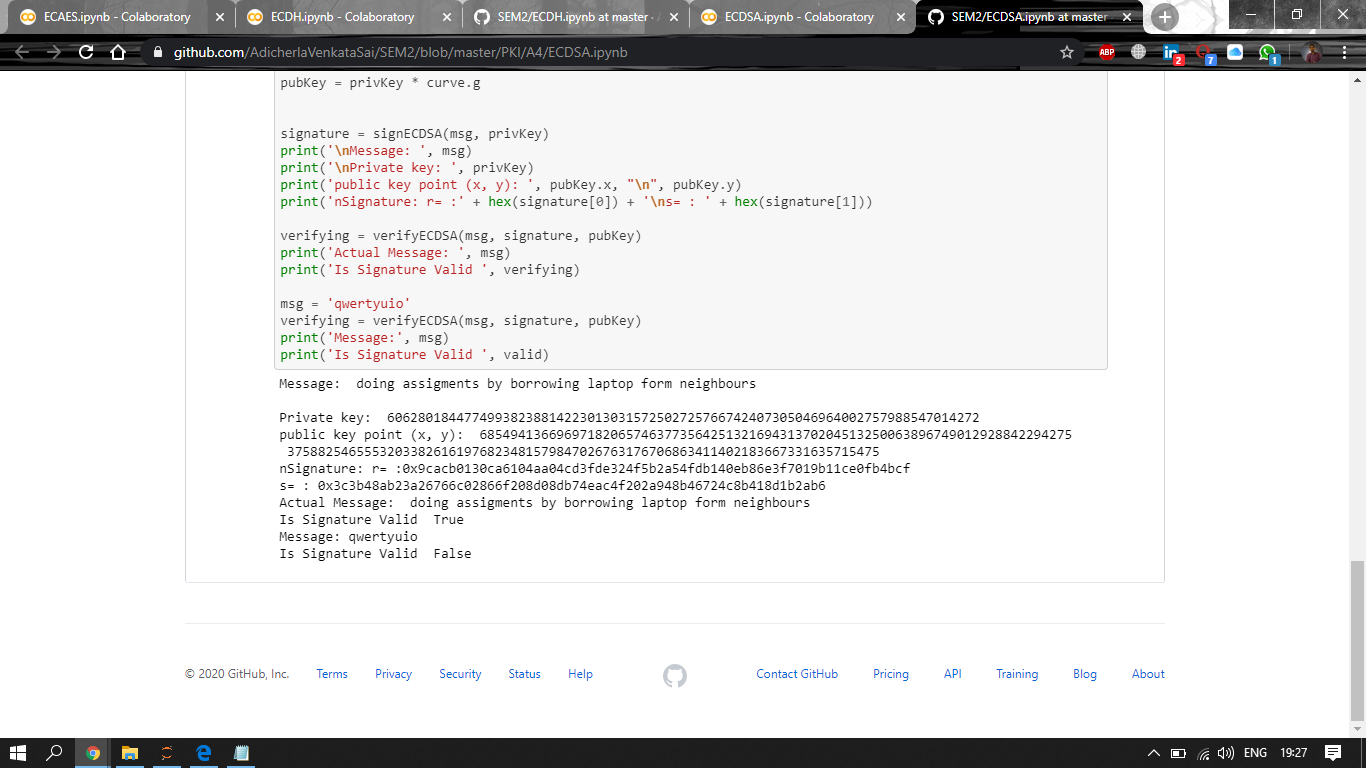 ECAES.ipynb - Colaboratory
ECDH.ipynb - Colaboratory
SEM2/ECDH.ipynb at master
ECDSA.ipynb - Colaboratory
SEM2/ECDSA.ipynb at master
github.com/AdicherlaVenkataSai/SEM2/blob/master/PKI/A4/ECDSA.ipynb
ABP
2
7
1
pubKey = privKey * curve.g
signature = signECDSA(msg, privKey)
print('\nMessage: ', msg)
print('\nPrivate key: ', privKey)
print('public key point (x, y): ', pubKey.x, "\n", pubKey.y)
print('nSignature: r= :' + hex(signature[0]) + '\ns= : ' + hex(signature[1]))
verifying = verifyECDSA(msg, signature, pubKey)
print('Actual Message: ', msg)
print('Is Signature Valid ', verifying)
msg = 'qwertyuio'
verifying = verifyECDSA(msg, signature, pubKey)
print('Message:', msg)
print('Is Signature Valid ', valid)
Message:  doing assigments by borrowing laptop form neighbours
Private key:  60628018447749938238814223013031572502725766742407305046964002757988547014272
public key point (x, y):  68549413669697182065746377356425132169431370204513250063896749012928842294275
37588254655532033826161976823481579847026763176706863411402183667331635715475
nSignature: r= :0x9cacb0130ca6104aa04cd3fde324f5b2a54fdb140eb86e3f7019b11ce0fb4bcf
s= : 0x3c3b48ab23a26766c02866f208d08db74eac4f202a948b46724c8b418d1b2ab6
Actual Message:  doing assigments by borrowing laptop form neighbours
Is Signature Valid  True
Message: qwertyuio
Is Signature Valid  False
© 2020 GitHub, Inc.
Terms
Privacy
Security
Status
Help
Contact GitHub
Pricing
API
Training
Blog
About
ENG
19:27